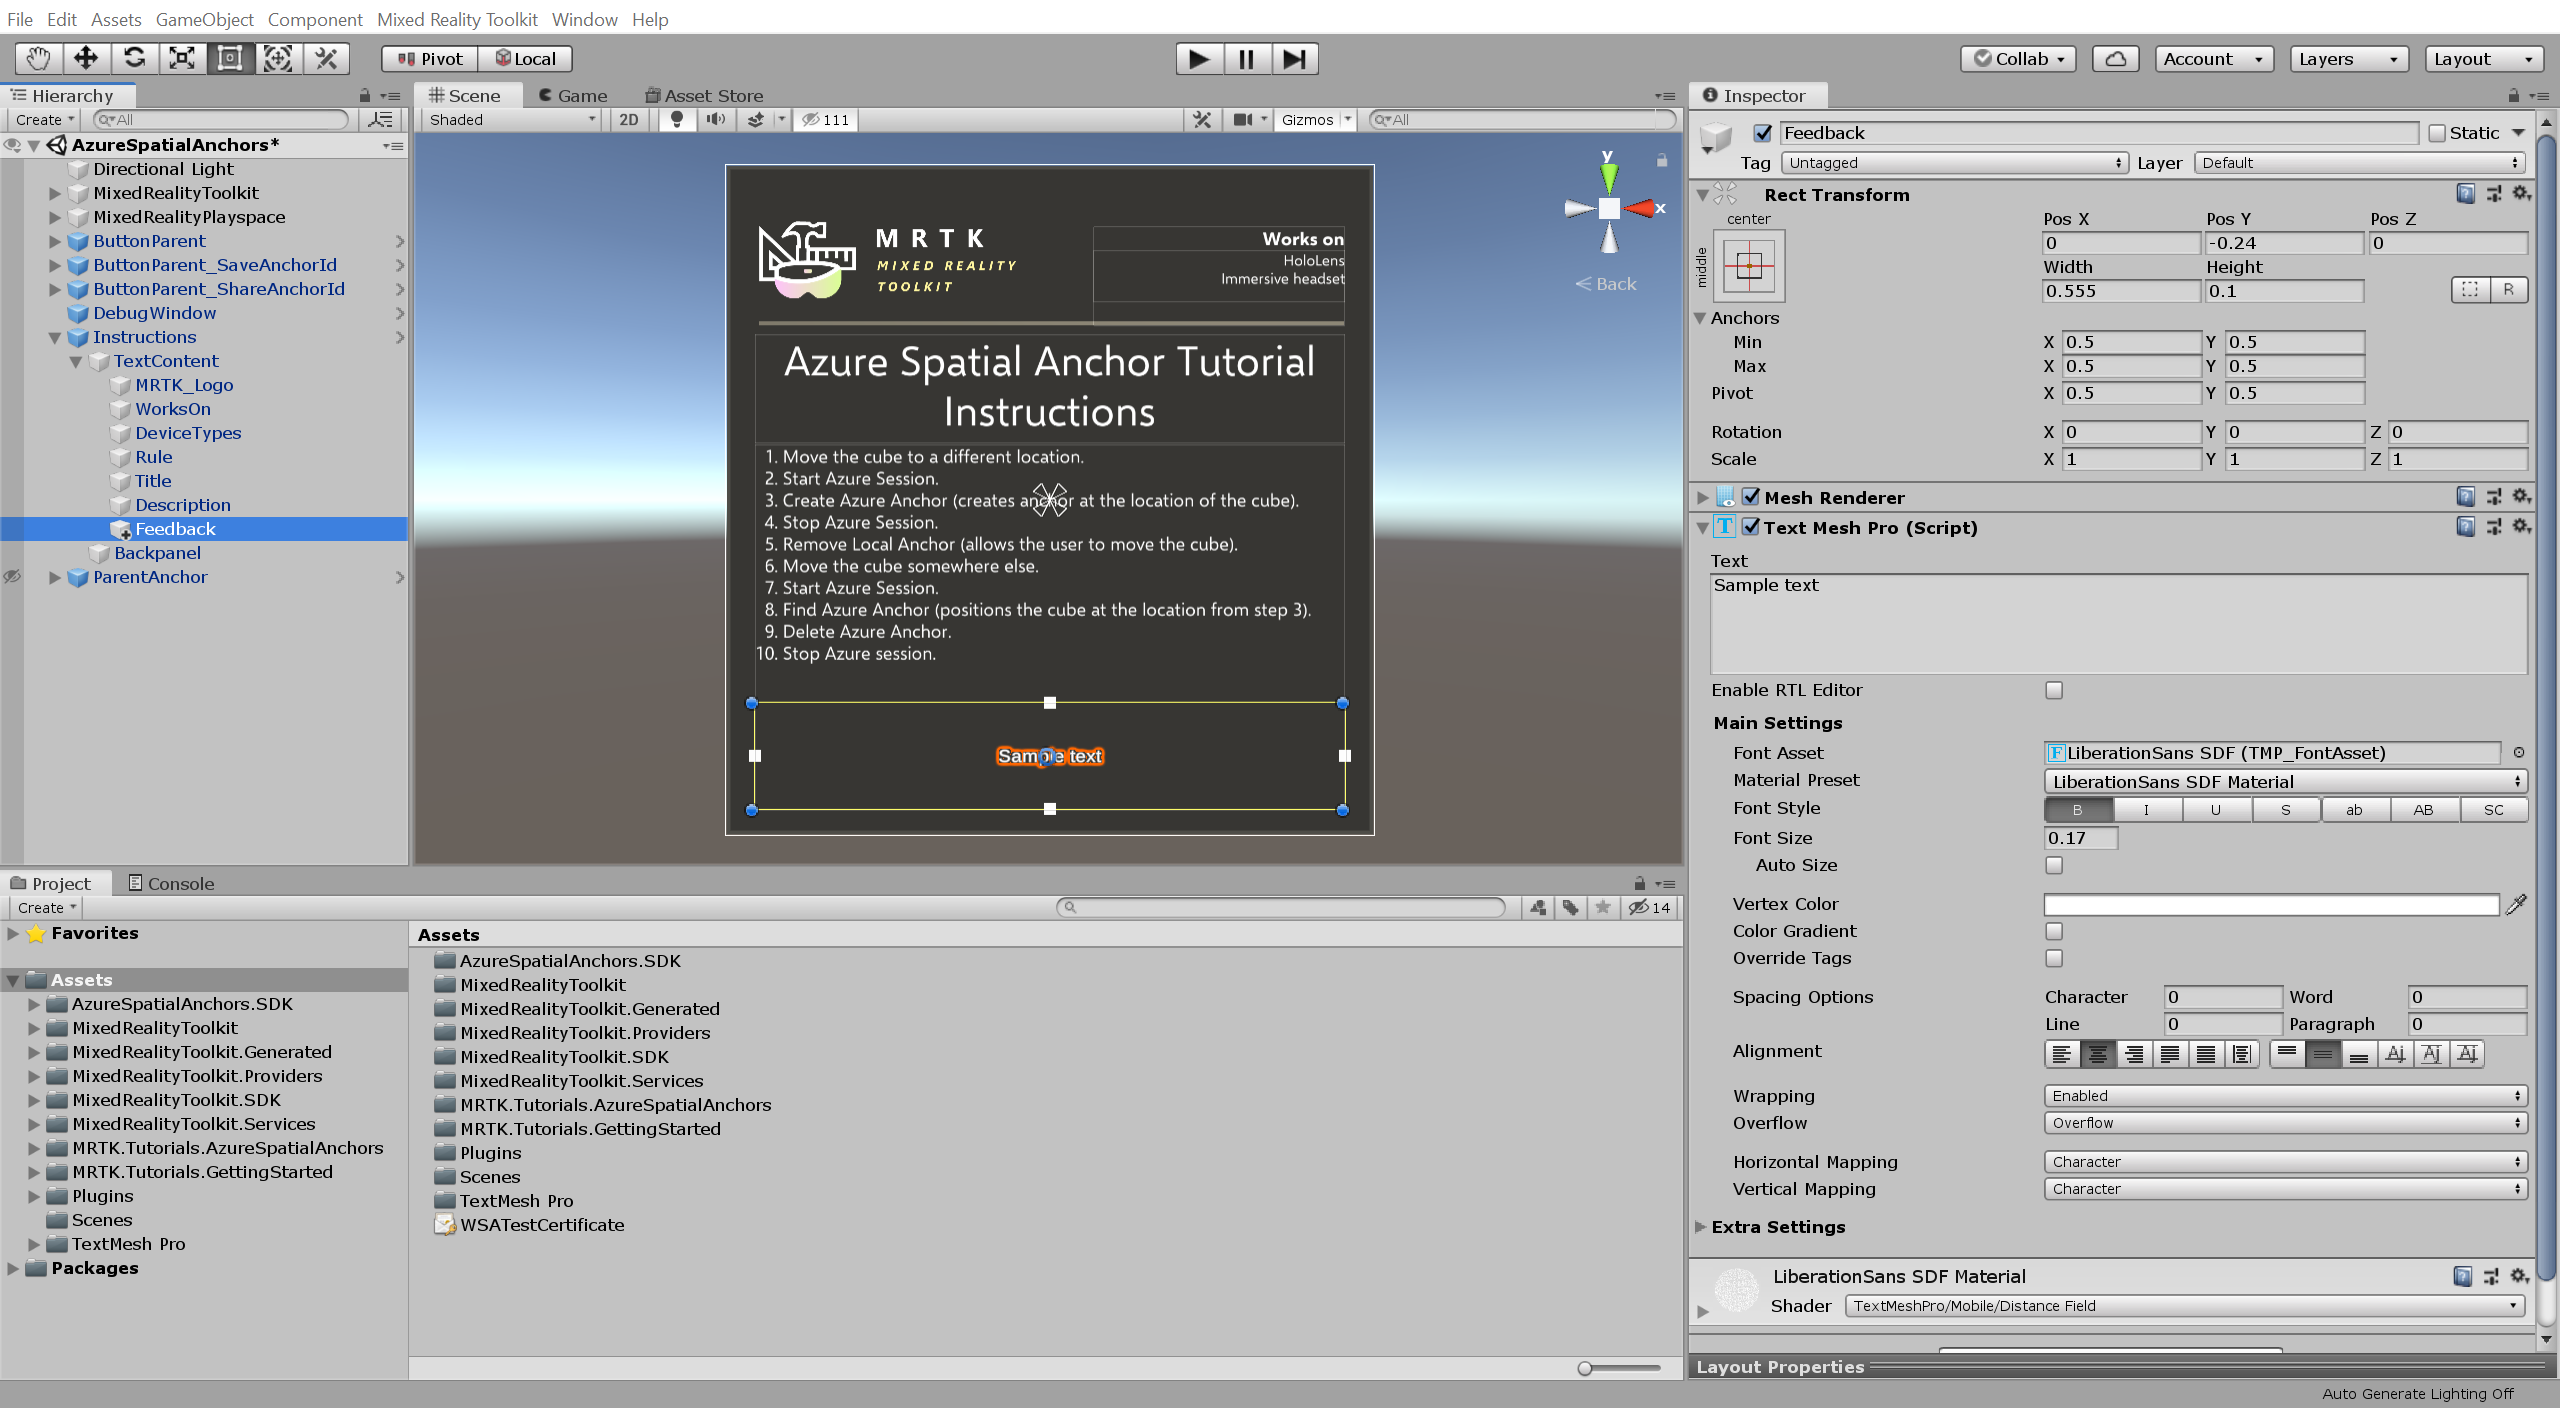 File Edit Assets GameObject Component Mixed Reality Toolkit Window Help
Pivot Local
Collab Account Layers Layout
Hierarchy
Create All
AzureSpatialAnchors*
Directional Light
MixedRealityToolkit
MixedRealityPlayspace
ButtonParent
ButtonParent_SaveAnchorId
ButtonParent_ShareAnchorId
DebugWindow
Instructions
TextContent
MRTK_Logo
WorksOn
DeviceTypes
Rule
Title
Description
Feedback
Backpanel
ParentAnchor
Scene Game Asset Store
Shaded 2D 111 Gizmos All
y
x
Back
MRTK
MIXED REALITY
TOOLKIT
Works on
HoloLens
Immersive headset
Azure Spatial Anchor Tutorial
Instructions
1. Move the cube to a different location.
2. Start Azure Session.
3. Create Azure Anchor (creates anchor at the location of the cube).
4. Stop Azure Session.
5. Remove Local Anchor (allows the user to move the cube).
6. Move the cube somewhere else.
7. Start Azure Session.
8. Find Azure Anchor (positions the cube at the location from step 3).
9. Delete Azure Anchor.
10. Stop Azure session.
Sample text
Project Console
Create 14
Favorites
Assets
AzureSpatialAnchors.SDK
MixedRealityToolkit
MixedRealityToolkit.Generated
MixedRealityToolkit.Providers
MixedRealityToolkit.SDK
MixedRealityToolkit.Services
MRTK.Tutorials.AzureSpatialAnchors
MRTK.Tutorials.GettingStarted
Plugins
Scenes
TextMesh Pro
Packages
Assets
AzureSpatialAnchors.SDK
MixedRealityToolkit
MixedRealityToolkit.Generated
MixedRealityToolkit.Providers
MixedRealityToolkit.SDK
MixedRealityToolkit.Services
MRTK.Tutorials.AzureSpatialAnchors
MRTK.Tutorials.GettingStarted
Plugins
Scenes
TextMesh Pro
WSATestCertificate
Inspector
Feedback Static
Tag Untagged Layer Default
Rect Transform
center Pos X Pos Y Pos Z
middle 0 -0.24 0
Width Height
0.555 0.1 R
Anchors
Min X 0.5 Y 0.5
Max X 0.5 Y 0.5
Pivot X 0.5 Y 0.5
Rotation X 0 Y 0 Z 0
Scale X 1 Y 1 Z 1
Mesh Renderer
Text Mesh Pro (Script)
Text
Sample text
Enable RTL Editor
Main Settings
Font Asset F LiberationSans SDF (TMP_FontAsset)
Material Preset LiberationSans SDF Material
Font Style B I U S ab AB SC
Font Size 0.17
Auto Size
Vertex Color
Color Gradient
Override Tags
Spacing Options Character 0 Word 0
Line 0 Paragraph 0
Alignment
Wrapping Enabled
Overflow Overflow
Horizontal Mapping Character
Vertical Mapping Character
Extra Settings
LiberationSans SDF Material
Shader TextMeshPro/Mobile/Distance Field
Layout Properties
Auto Generate Lighting Off